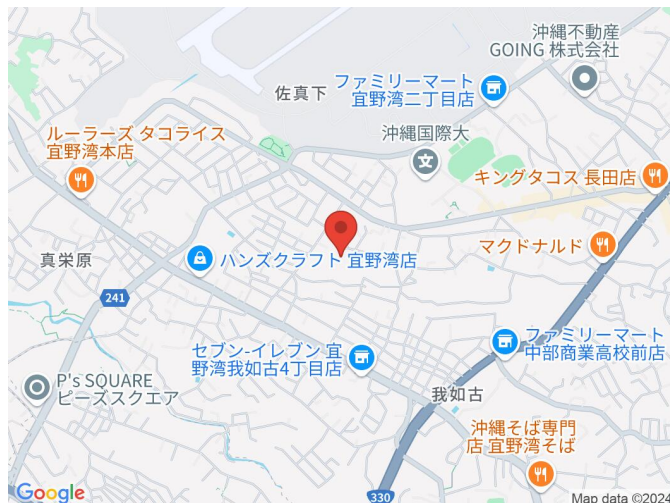 沖縄不動産
GOING 株式会社
ファミリーマート
宜野湾二丁目店
佐真下
ルーラーズ タコライス
宜野湾本店
沖縄国際大
キングタコス 長田店
マクドナルド
真栄原
ハンズクラフト 宜野湾店
241
ファミリーマート
中部商業高校前店
セブン-イレブン 宜
野湾我如古4丁目店
P's SQUARE
ピーズスクエア
我如古
沖縄そば専門
店 宜野湾そば
330
Google
Map data ©2024